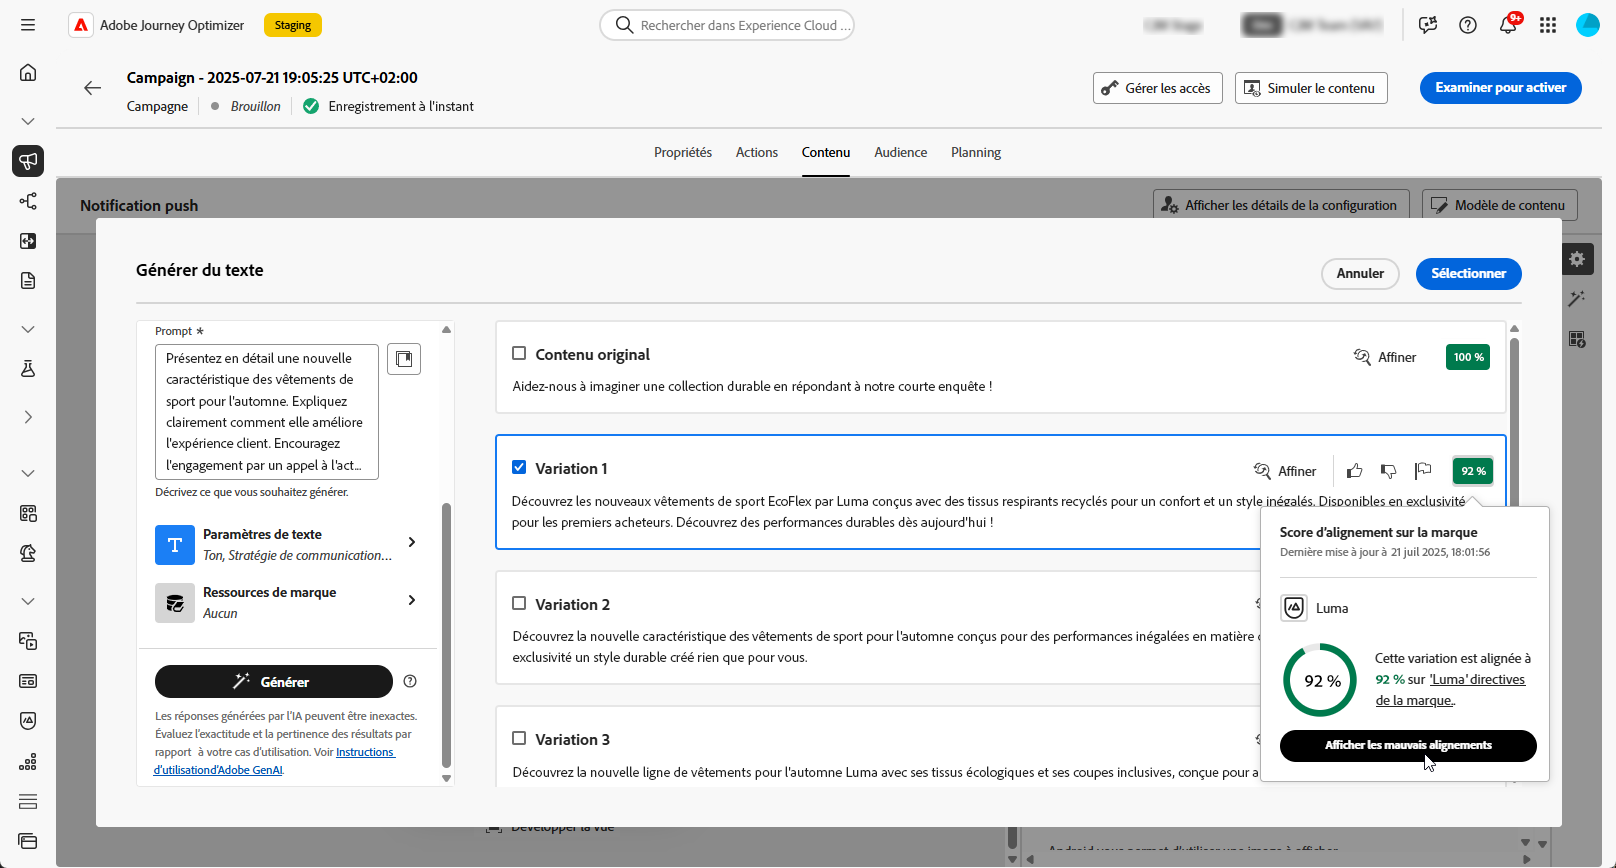 Adobe Journey Optimizer
Staging
Rechercher dans Experience Cloud ...
9+
Campaign - 2025-07-21 19:05:25 UTC+02:00
Campagne
Brouillon
Enregistrement à l'instant
Gérer les accès
Simuler le contenu
Examiner pour activer
Propriétés
Actions
Contenu
Audience
Planning
Notification push
Afficher les détails de la configuration
Modèle de contenu
Générer du texte
Annuler
Sélectionner
Prompt *
Présentez en détail une nouvelle
caractéristique des vêtements de
sport pour l'automne. Expliquez
clairement comment elle améliore
l'expérience client. Encouragez
l'engagement par un appel à l'act...
Décrivez ce que vous souhaitez générer.
T
Paramètres de texte
Ton, Stratégie de communication...
Ressources de marque
Aucun
Générer
Les réponses générées par l'IA peuvent être inexactes.
Évaluez l'exactitude et la pertinence des résultats par
rapport à votre cas d'utilisation. Voir Instructions
d'utilisationd'Adobe GenAI.
Contenu original
Affiner
100 %
Aidez-nous à imaginer une collection durable en répondant à notre courte enquête !
Variation 1
Affiner
92 %
Découvrez les nouveaux vêtements de sport EcoFlex par Luma conçus avec des tissus respirants recyclés pour un confort et un style inégalés. Disponibles en exclusivité
pour les premiers acheteurs. Découvrez des performances durables dès aujourd'hui !
Variation 2
Découvrez la nouvelle caractéristique des vêtements de sport pour l'automne conçus pour des performances inégalées en matière
exclusivité un style durable créé rien que pour vous.
Variation 3
Découvrez la nouvelle ligne de vêtements pour l'automne Luma avec ses tissus écologiques et ses coupes inclusives, conçue pour a
Score d'alignement sur la marque
Dernière mise à jour à 21 juil 2025, 18:01:56
Luma
92 %
Cette variation est alignée à
92 % sur 'Luma' directives
de la marque..
Afficher les mauvais alignements
Développer la vue